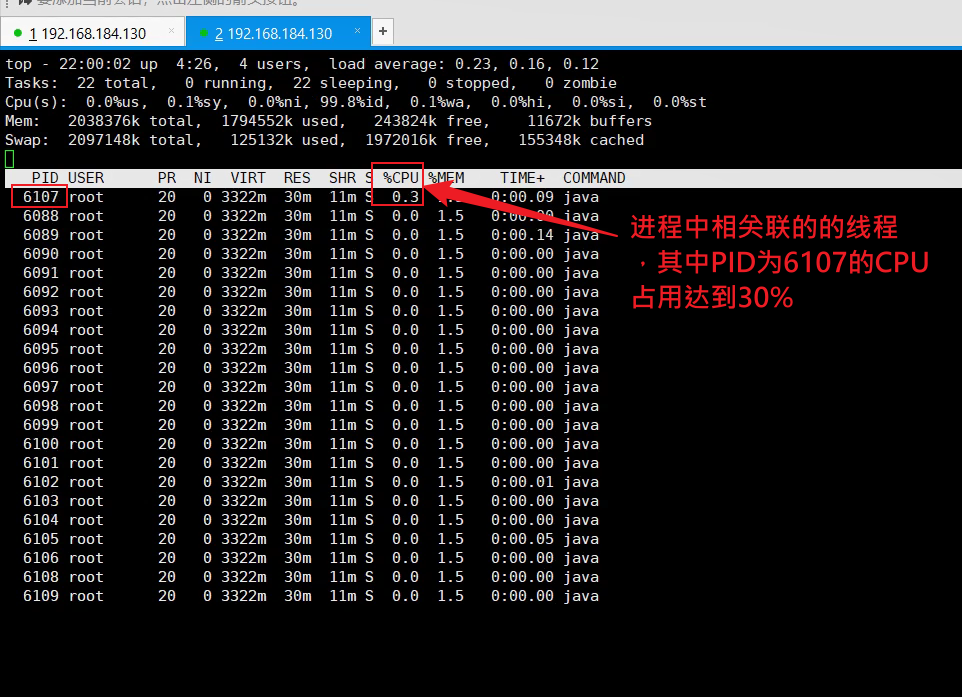 1 192.168.184.130 × 2 192.168.184.130 × +
top - 22:00:02 up  4:26,  4 users,  load average: 0.23, 0.16, 0.12
Tasks:  22 total,   0 running,  22 sleeping,   0 stopped,   0 zombie
Cpu(s):  0.0%us,  0.1%sy,  0.0%ni, 99.8%id,  0.1%wa,  0.0%hi,  0.0%si,  0.0%st
Mem:   2038376k total,  1794552k used,   243824k free,    11672k buffers
Swap:  2097148k total,   125132k used,  1972016k free,   155348k cached
PID USER      PR  NI  VIRT  RES  SHR S %CPU %MEM    TIME+  COMMAND
6107 root      20   0 3322m  30m  11m S  0.3 0:00.09 java
6088 root      20   0 3322m  30m  11m S  0.0  1.5   0:00.00 java
6089 root      20   0 3322m  30m  11m S  0.0  1.5   0:00.14 java
6090 root      20   0 3322m  30m  11m S  0.0  1.5   0:00.00 java
6091 root      20   0 3322m  30m  11m S  0.0  1.5   0:00.00 java
6092 root      20   0 3322m  30m  11m S  0.0  1.5   0:00.00 java
6093 root      20   0 3322m  30m  11m S  0.0  1.5   0:00.00 java
6094 root      20   0 3322m  30m  11m S  0.0  1.5   0:00.00 java
6095 root      20   0 3322m  30m  11m S  0.0  1.5   0:00.00 java
6096 root      20   0 3322m  30m  11m S  0.0  1.5   0:00.00 java
6097 root      20   0 3322m  30m  11m S  0.0  1.5   0:00.00 java
6098 root      20   0 3322m  30m  11m S  0.0  1.5   0:00.00 java
6099 root      20   0 3322m  30m  11m S  0.0  1.5   0:00.00 java
6100 root      20   0 3322m  30m  11m S  0.0  1.5   0:00.00 java
6101 root      20   0 3322m  30m  11m S  0.0  1.5   0:00.00 java
6102 root      20   0 3322m  30m  11m S  0.0  1.5   0:00.01 java
6103 root      20   0 3322m  30m  11m S  0.0  1.5   0:00.00 java
6104 root      20   0 3322m  30m  11m S  0.0  1.5   0:00.00 java
6105 root      20   0 3322m  30m  11m S  0.0  1.5   0:00.05 java
6106 root      20   0 3322m  30m  11m S  0.0  1.5   0:00.00 java
6108 root      20   0 3322m  30m  11m S  0.0  1.5   0:00.00 java
6109 root      20   0 3322m  30m  11m S  0.0  1.5   0:00.00 java
进程中相关联的的线程
，其中PID为6107的CPU
占用达到30%